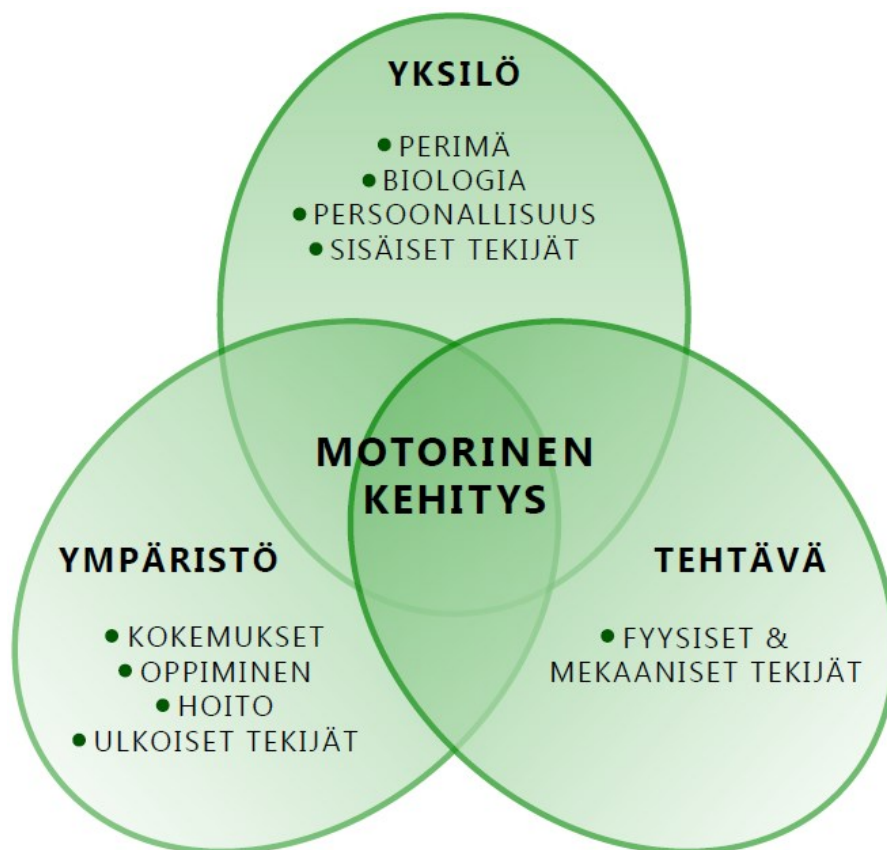 YKSILÖ
• PERIMÄ
• BIOLOGIA
• PERSOONALLISUUS
• SISÄISET TEKIJÄT
MOTORINEN
KEHITYS
YMPÄRISTÖ
• KOKEMUKSET
• OPPIMINEN
• HOITO
• ULKOISET TEKIJÄT
TEHTÄVÄ
• FYYSISET &
MEKAANISET TEKIJÄT